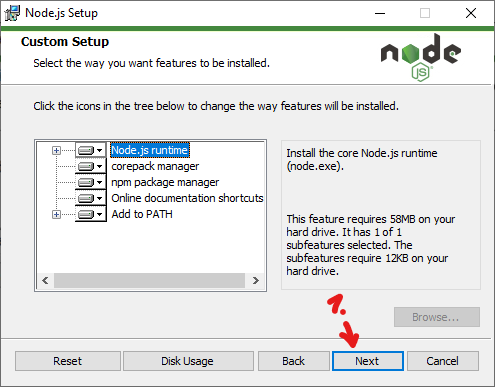 Node.js Setup
Custom Setup
Select the way you want features to be installed.
node
JS
Click the icons in the tree below to change the way features will be installed.
Node.js runtime
corepack manager
npm package manager
Online documentation shortcuts
Add to PATH
Install the core Node.js runtime
(node.exe).
This feature requires 58MB on your
hard drive. It has 1 of 1
subfeatures selected. The
subfeatures require 12KB on your
hard drive.
1.
Browse...
Reset
Disk Usage
Back
Next
Cancel